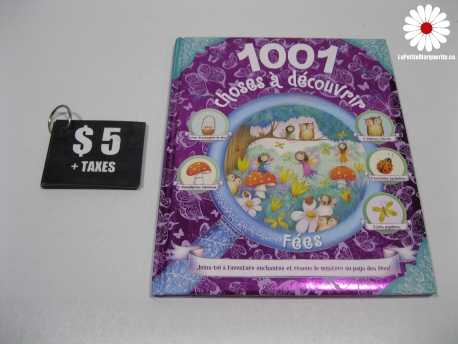 LaPetiteMarguerite.ca
$ 5
+ TAXES
1001
choses à découvrir
Fées
Joins-toi à l'aventure enchantée et résous le mystère au pays des fées!